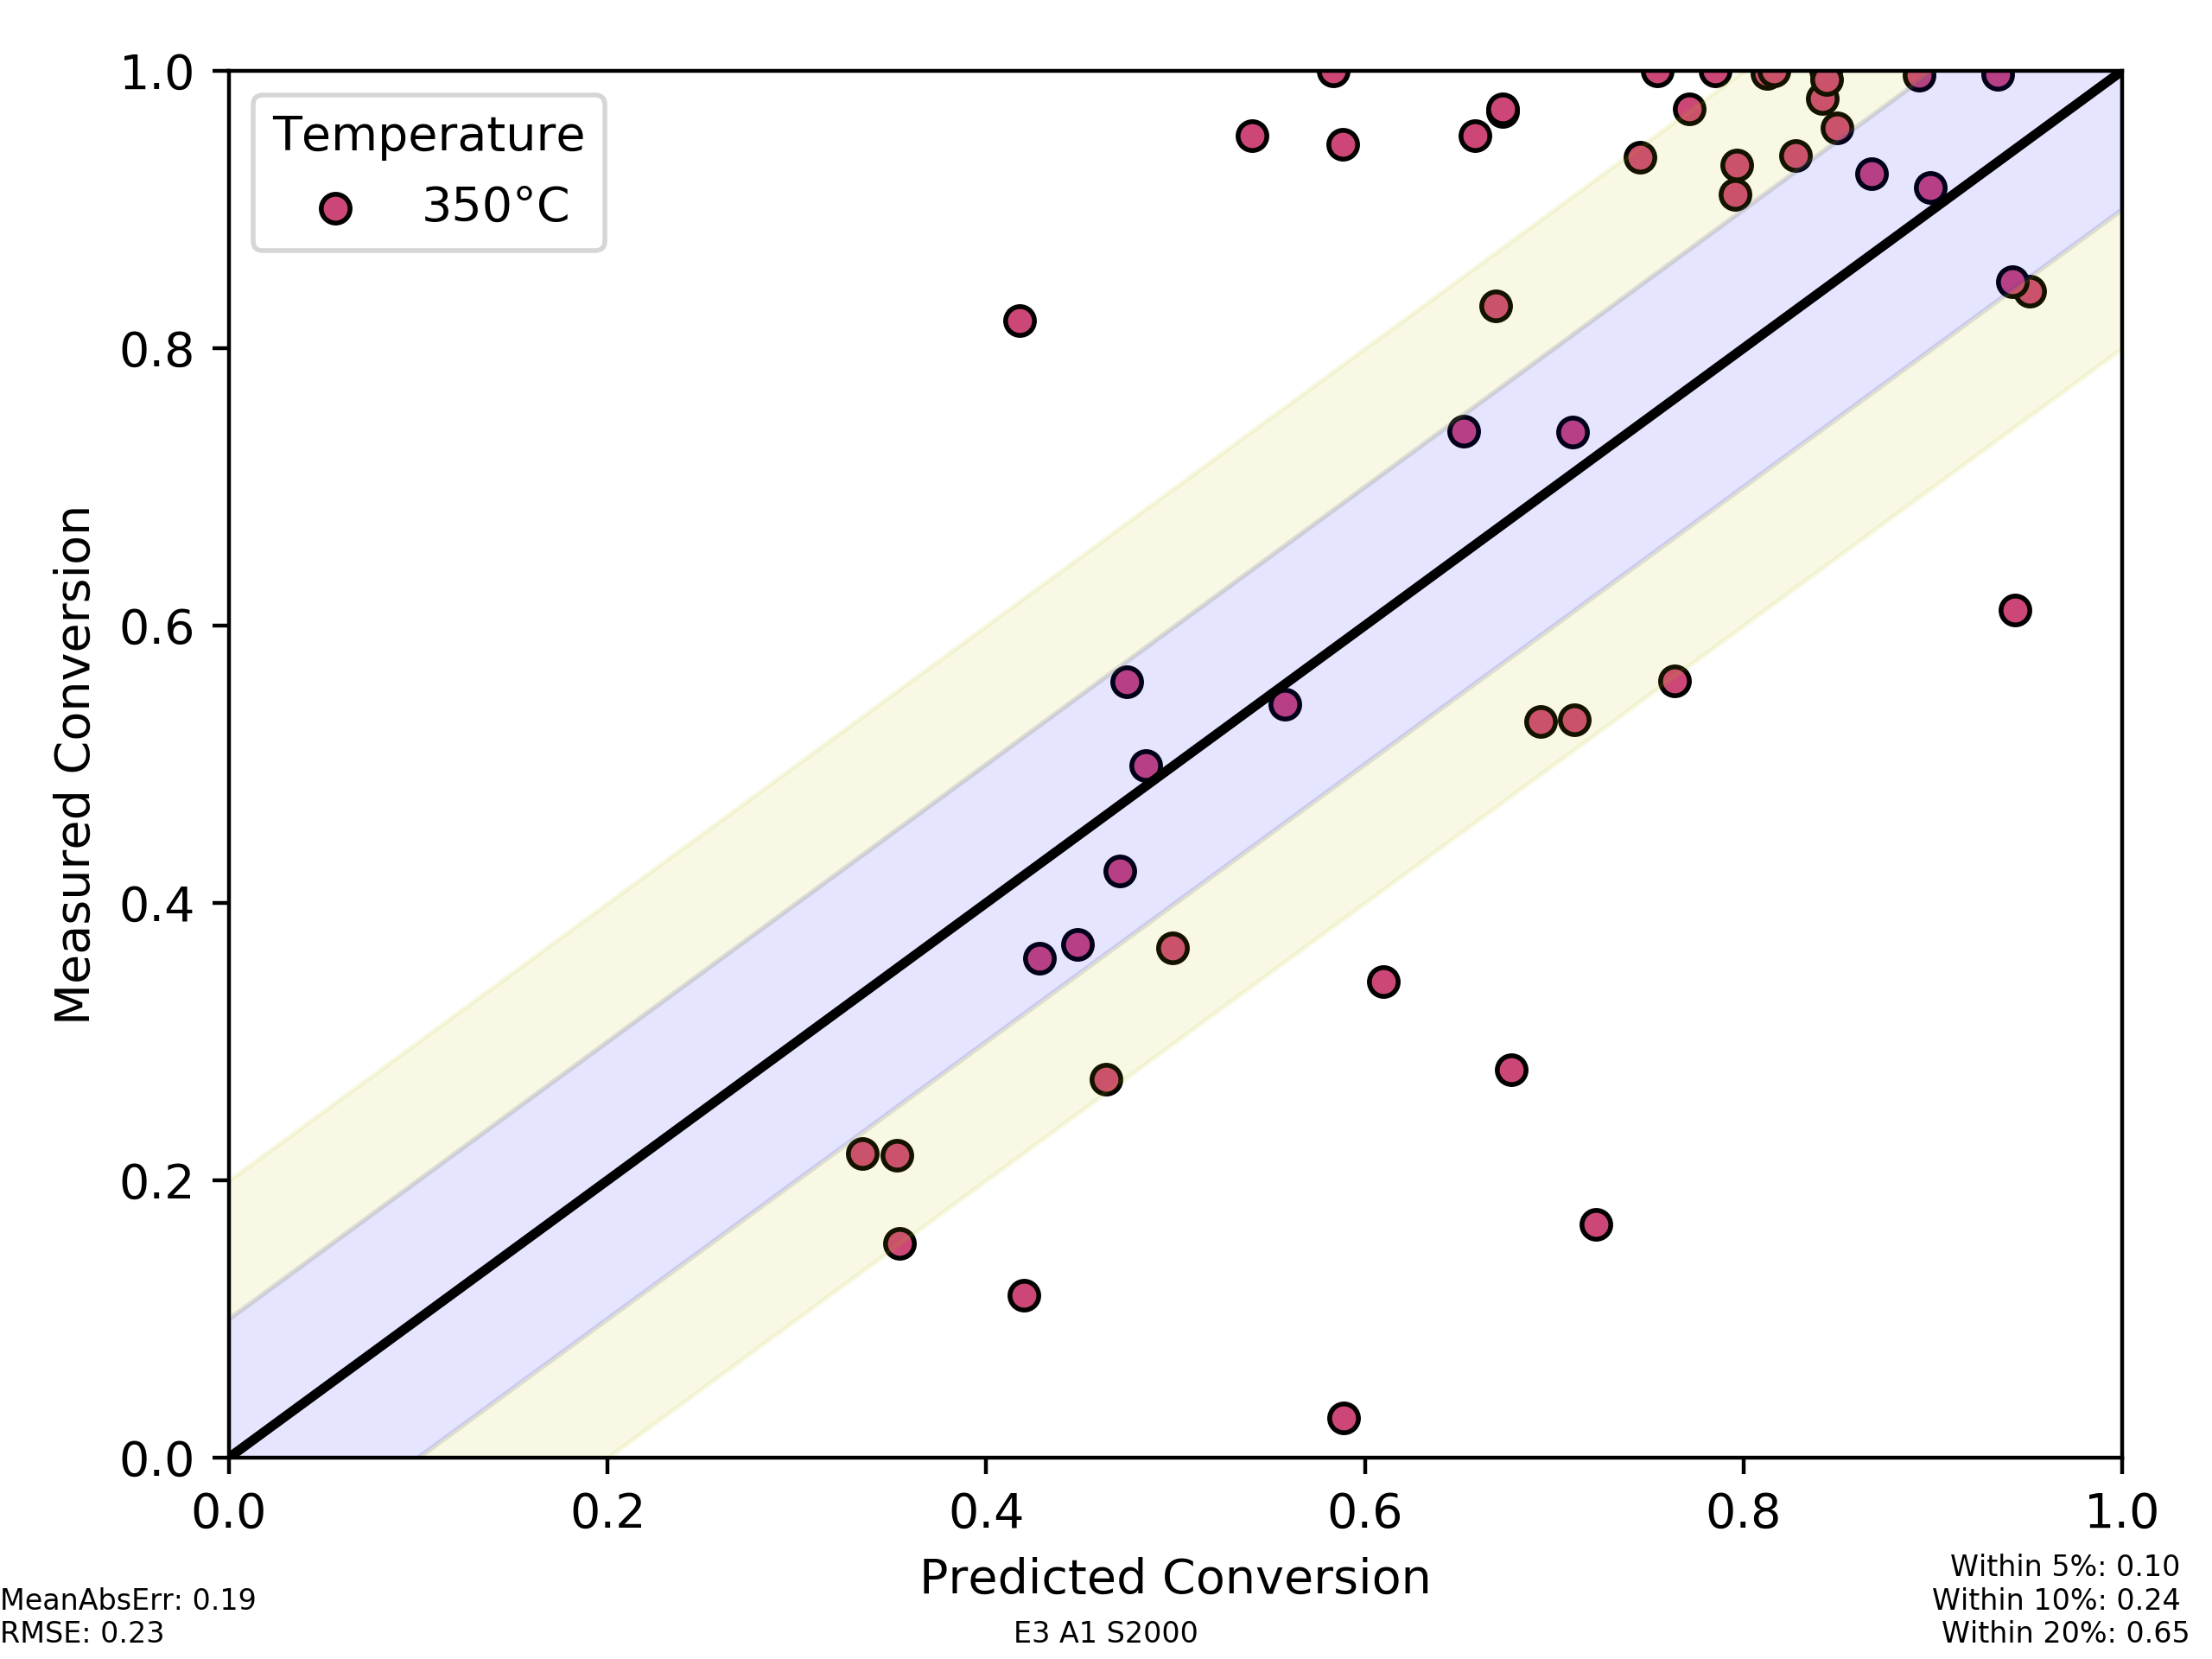 1.0
Temperature
350°C
0.8
0.6
0.4
0.2
0.0
Measured Conversion
0.0 0.2 0.4 0.6 0.8 1.0
Predicted Conversion
E3 A1 S2000
MeanAbsErr: 0.19
RMSE: 0.23
Within 5%: 0.10
Within 10%: 0.24
Within 20%: 0.65